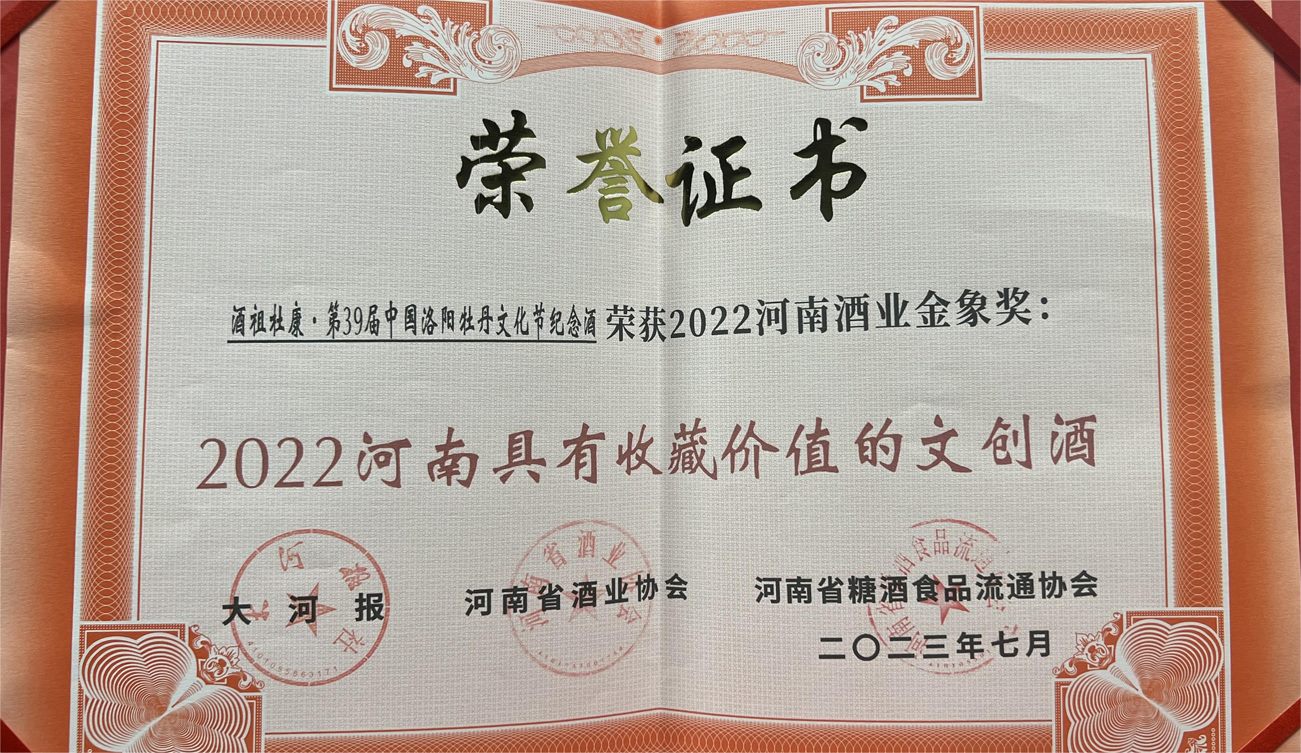 荣誉证书
酒祖杜康·第39届中国洛阳牡丹文化节纪念酒荣获2022河南酒业金象奖：
2022河南具有收藏价值的文创酒
大河报 河南省酒业协会 河南省糖酒食品流通协会
二〇二三年七月